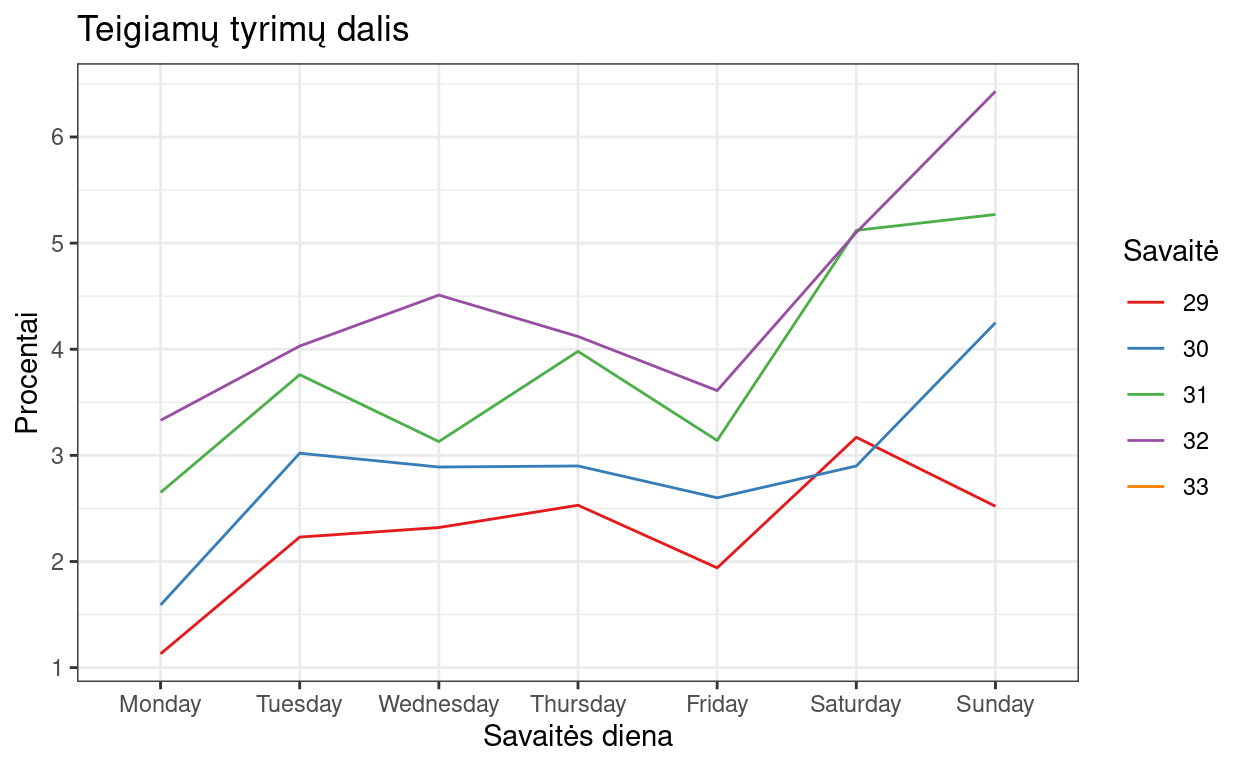 Teigiamų tyrimų dalis
Procentai
6
5
4
3
2
1
Monday Tuesday Wednesday Thursday Friday Saturday Sunday
Savaitės diena
Savaitė
29
30
31
32
33